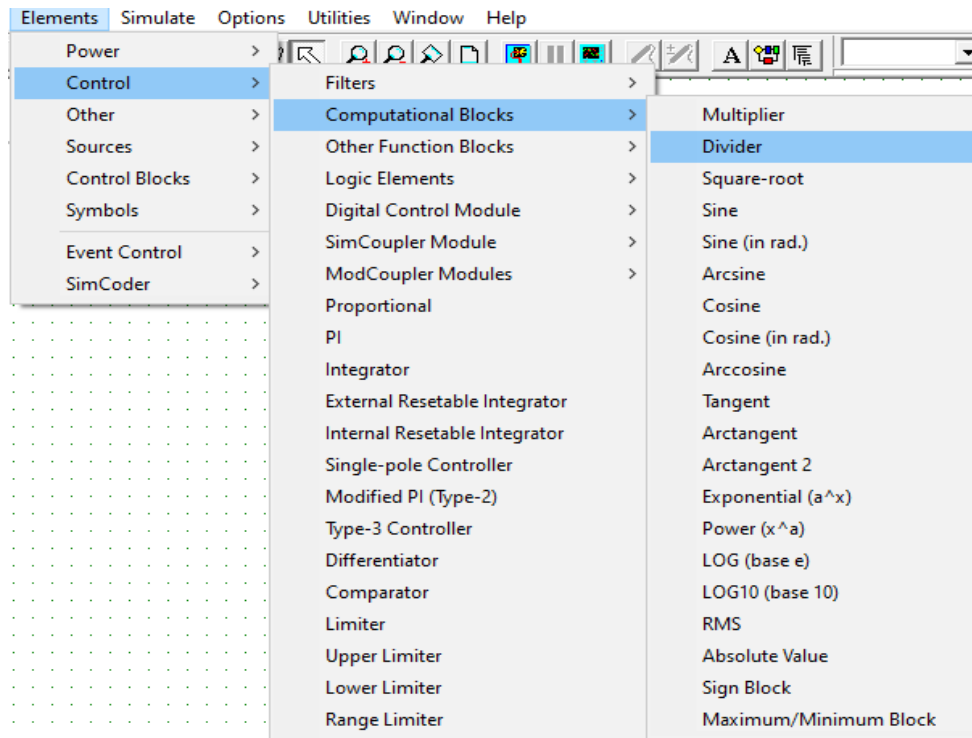 Elements Simulate Options Utilities Window Help
Power
Control
Other
Sources
Control Blocks
Symbols
Event Control
SimCoder
A
Filters
Computational Blocks
Other Function Blocks
Logic Elements
Digital Control Module
SimCoupler Module
ModCoupler Modules
Proportional
PI
Integrator
External Resetable Integrator
Internal Resetable Integrator
Single-pole Controller
Modified PI (Type-2)
Type-3 Controller
Differentiator
Comparator
Limiter
Upper Limiter
Lower Limiter
Range Limiter
Multiplier
Divider
Square-root
Sine
Sine (in rad.)
Arcsine
Cosine
Cosine (in rad.)
Arccosine
Tangent
Arctangent
Arctangent 2
Exponential (a^x)
Power (x^a)
LOG (base e)
LOG10 (base 10)
RMS
Absolute Value
Sign Block
Maximum/Minimum Block